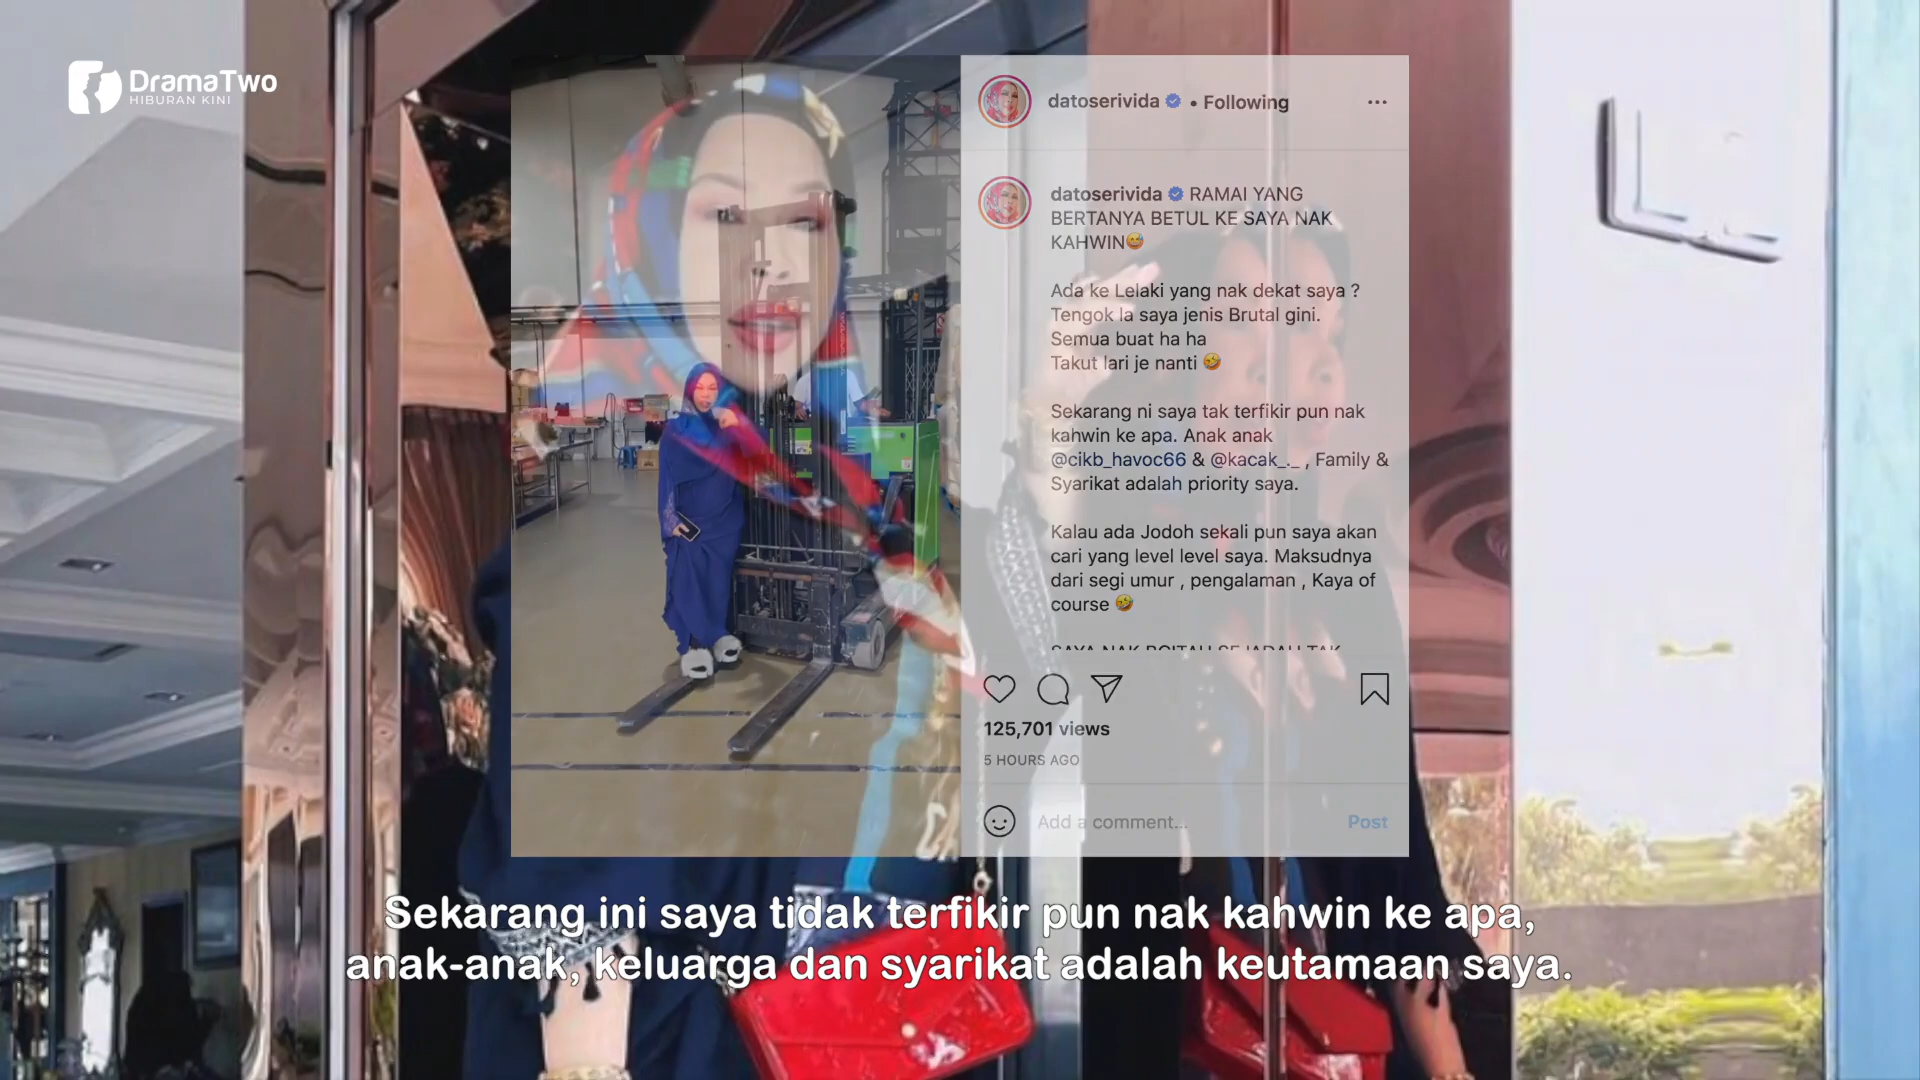 DramaTwo
HIBURAN KINI
datoserivida • Following
datoserivida RAMAI YANG
BERTANYA BETUL KE SAYA NAK
KAHWIN😅
Ada ke Lelaki yang nak dekat saya ?
Tengok la saya jenis Brutal gini.
Semua buat ha ha
Takut lari je nanti 🤣
Sekarang ni saya tak terfikir pun nak
kahwin ke apa. Anak anak
@cikb_havoc66 & @kacak_._ , Family &
Syarikat adalah priority saya.
Kalau ada Jodoh sekali pun saya akan
cari yang level level saya. Maksudnya
dari segi umur , pengalaman , Kaya of
course 🤣
125,701 views
5 HOURS AGO
Add a comment...
Post
Sekarang ini saya tidak terfikir pun nak kahwin ke apa,
anak-anak, keluarga dan syarikat adalah keutamaan saya.